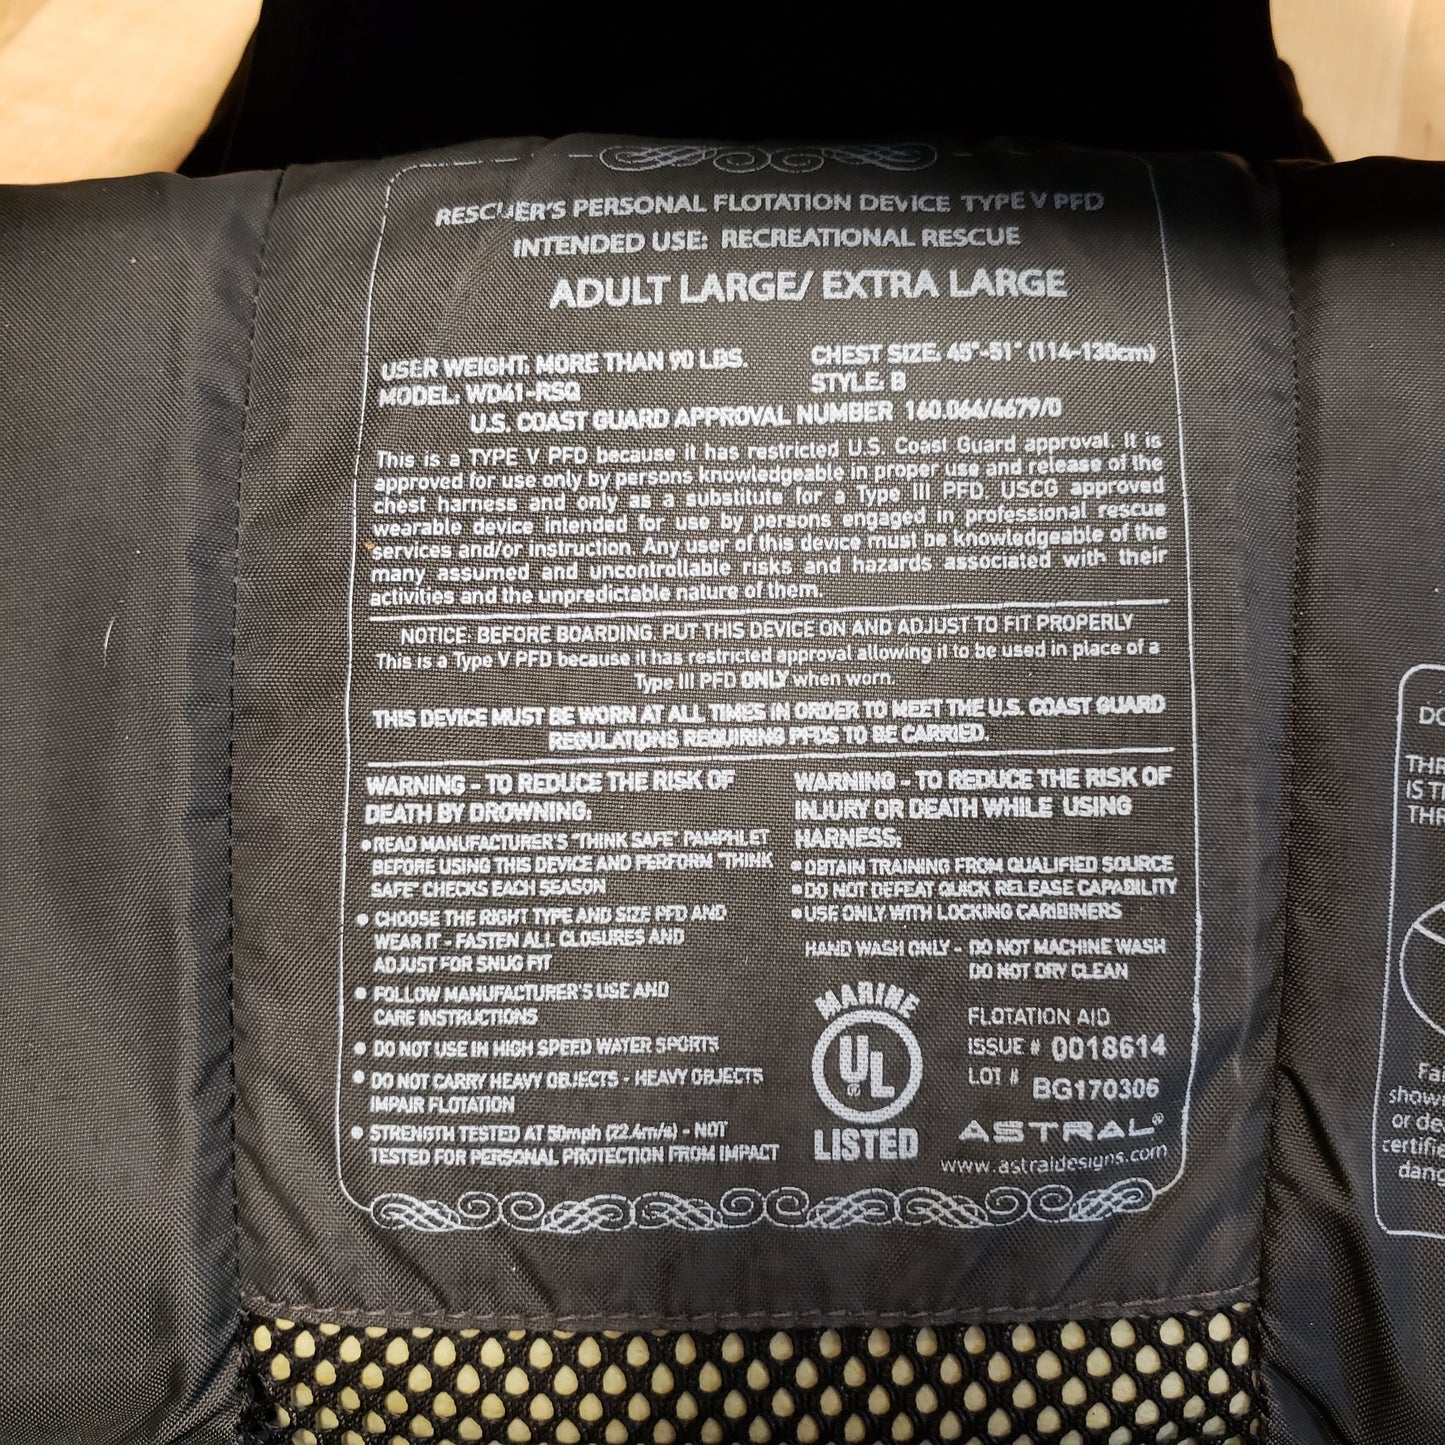 RESCUER'S PERSONAL FLOTATION DEVICE TYPE V PFD
INTENDED USE: RECREATIONAL RESCUE
ADULT LARGE/ EXTRA LARGE
USER WEIGHT: MORE THAN 90 LBS.
CHEST SIZE: 45"-51" (114-130cm)
MODEL: WD41-RSQ
STYLE: B
U.S. COAST GUARD APPROVAL NUMBER 160.064/4679/0
This is a TYPE V PFD because it has restricted U.S. Coast Guard approval. It is
approved for use only by persons knowledgeable in proper use and release of the
chest harness and only as a substitute for a Type III PFD. USCG approved
wearable device intended for use by persons engaged in professional rescue
services and/or instruction. Any user of this device must be knowledgeable of the
many assumed and uncontrollable risks and hazards associated with their
activities and the unpredictable nature of them.
NOTICE: BEFORE BOARDING PUT THIS DEVICE ON AND ADJUST TO FIT PROPERLY
This is a Type V PFD because it has restricted approval allowing it to be used in place of a
Type III PFD ONLY when worn.
THIS DEVICE MUST BE WORN AT ALL TIMES IN ORDER TO MEET THE U.S. COAST GUARD
REGULATIONS REQUIRING PFDS TO BE CARRIED.
WARNING - TO REDUCE THE RISK OF
DEATH BY DROWNING:
• READ MANUFACTURER'S "THINK SAFE" PAMPHLET
BEFORE USING THIS DEVICE AND PERFORM "THINK
SAFE" CHECKS EACH SEASON
• CHOOSE THE RIGHT TYPE AND SIZE PFD AND
WEAR IT - FASTEN ALL CLOSURES AND
ADJUST FOR SNUG FIT
• FOLLOW MANUFACTURER'S USE AND
CARE INSTRUCTIONS
• DO NOT USE IN HIGH SPEED WATER SPORTS
• DO NOT CARRY HEAVY OBJECTS - HEAVY OBJECTS
IMPAIR FLOTATION
• STRENGTH TESTED AT 50mph (22.4m/s) - NOT
TESTED FOR PERSONAL PROTECTION FROM IMPACT
WARNING - TO REDUCE THE RISK OF
INJURY OR DEATH WHILE USING
HARNESS:
• OBTAIN TRAINING FROM QUALIFIED SOURCE
• DO NOT DEFEAT QUICK RELEASE CAPABILITY
• USE ONLY WITH LOCKING CARIBINERS
HAND WASH ONLY - DO NOT MACHINE WASH
DO NOT DRY CLEAN
MARINE
UL
®
LISTED
FLOTATION AID
ISSUE # 0018614
LOT # BG170306
ASTRAL®
www.astraldesigns.com
DO
THR
IS T
THR
Fa
show
or de
certifie
dang